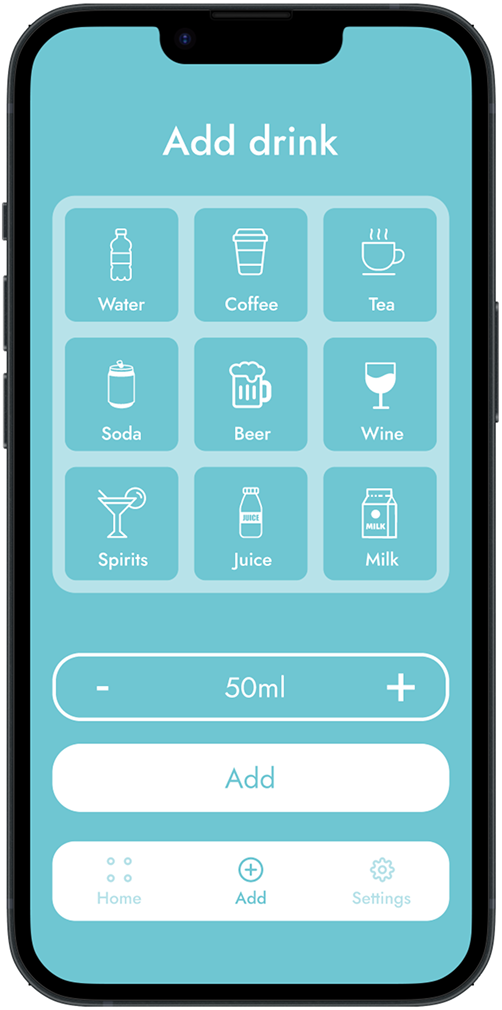 Add drink
Water
Coffee
Tea
Soda
Beer
Wine
Spirits
JUICE
Juice
MILK
Milk
- 50ml +
Add
Home
Add
Settings